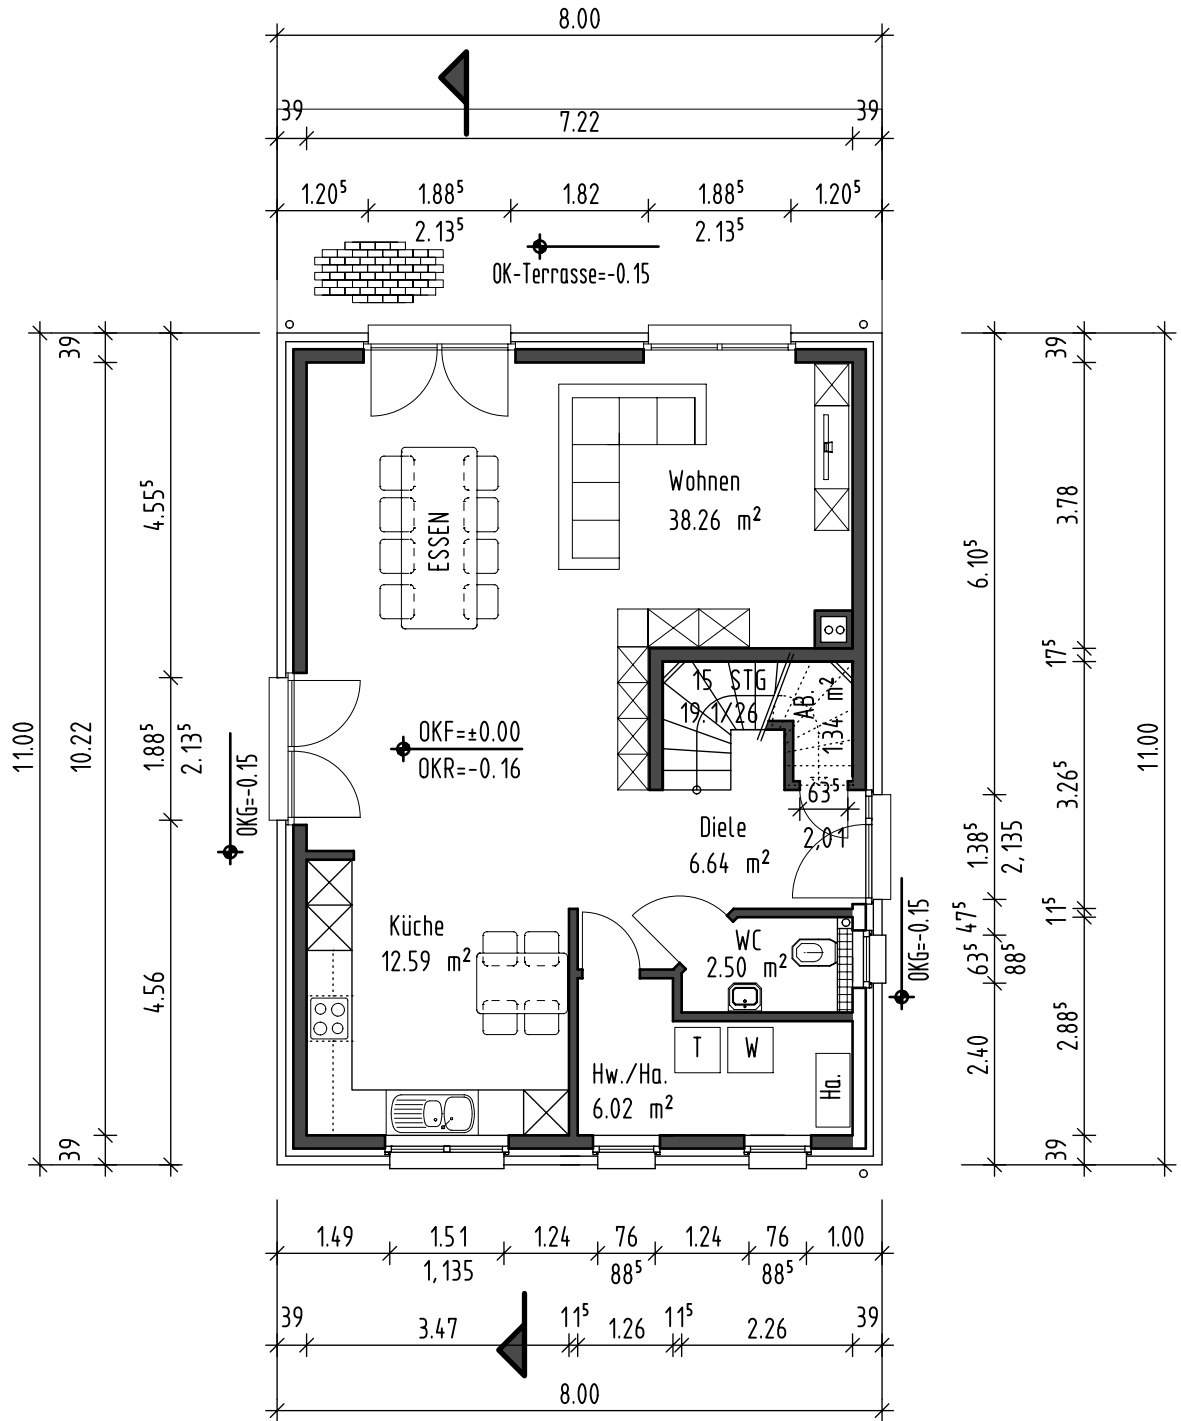 8.00
39 7.22 39
1.20⁵ 1.88⁵ 1.82 1.88⁵ 1.20⁵
2.13⁵ 2.13⁵
OK-Terrasse=-0.15
39
4.55⁵
1.88⁵
2.13⁵
4.56
10.22
39
11.00
OKG=-0.15
ESSEN
Wohnen
38.26 m²
15 STG
19.1/26
AB
1.34 m²
OKF=±0.00
OKR=-0.16
63⁵
2,01
Diele
6.64 m²
Küche
12.59 m²
WC
2.50 m²
T
W
Hw./Ha.
6.02 m²
Ha.
OKG=-0.15
6.10⁵
1.38⁵
2,135
47⁵
63⁵
88⁵
2.40
39
3.78
17⁵
3.26⁵
11⁵
2.88⁵
39
11.00
1.49 1.51 1.24 76 1.24 76 1.00
1,135 88⁵ 88⁵
39 3.47 11⁵ 1.26 11⁵ 2.26 39
8.00